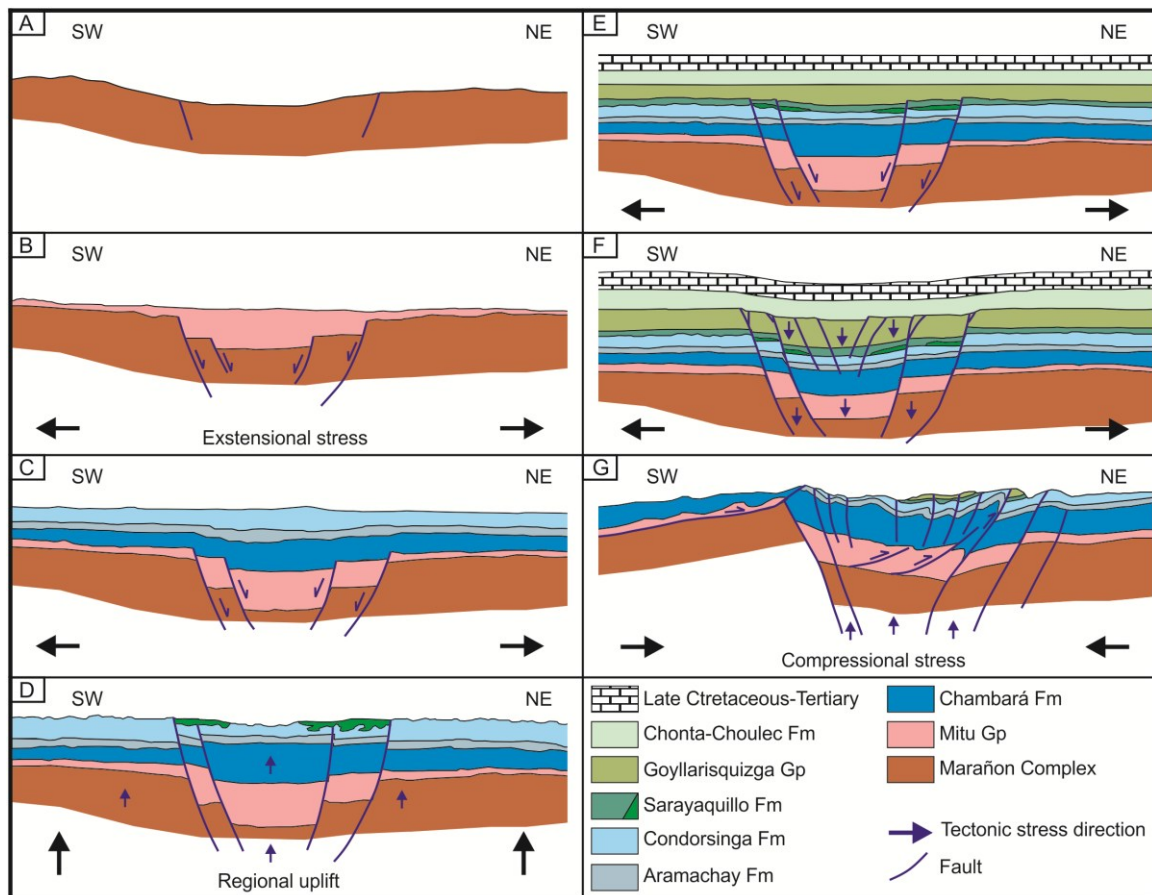 A
SW NE
B
SW NE
Exstensional stress
C
SW NE
D
SW NE
Regional uplift
E
SW NE
F
SW NE
G
SW NE
Compressional stress
Late Ctretaceous-Tertiary
Chonta-Choulec Fm
Goyllarisquizga Gp
Sarayaquillo Fm
Condorsinga Fm
Aramachay Fm
Chambará Fm
Mitu Gp
Marañon Complex
Tectonic stress direction
Fault